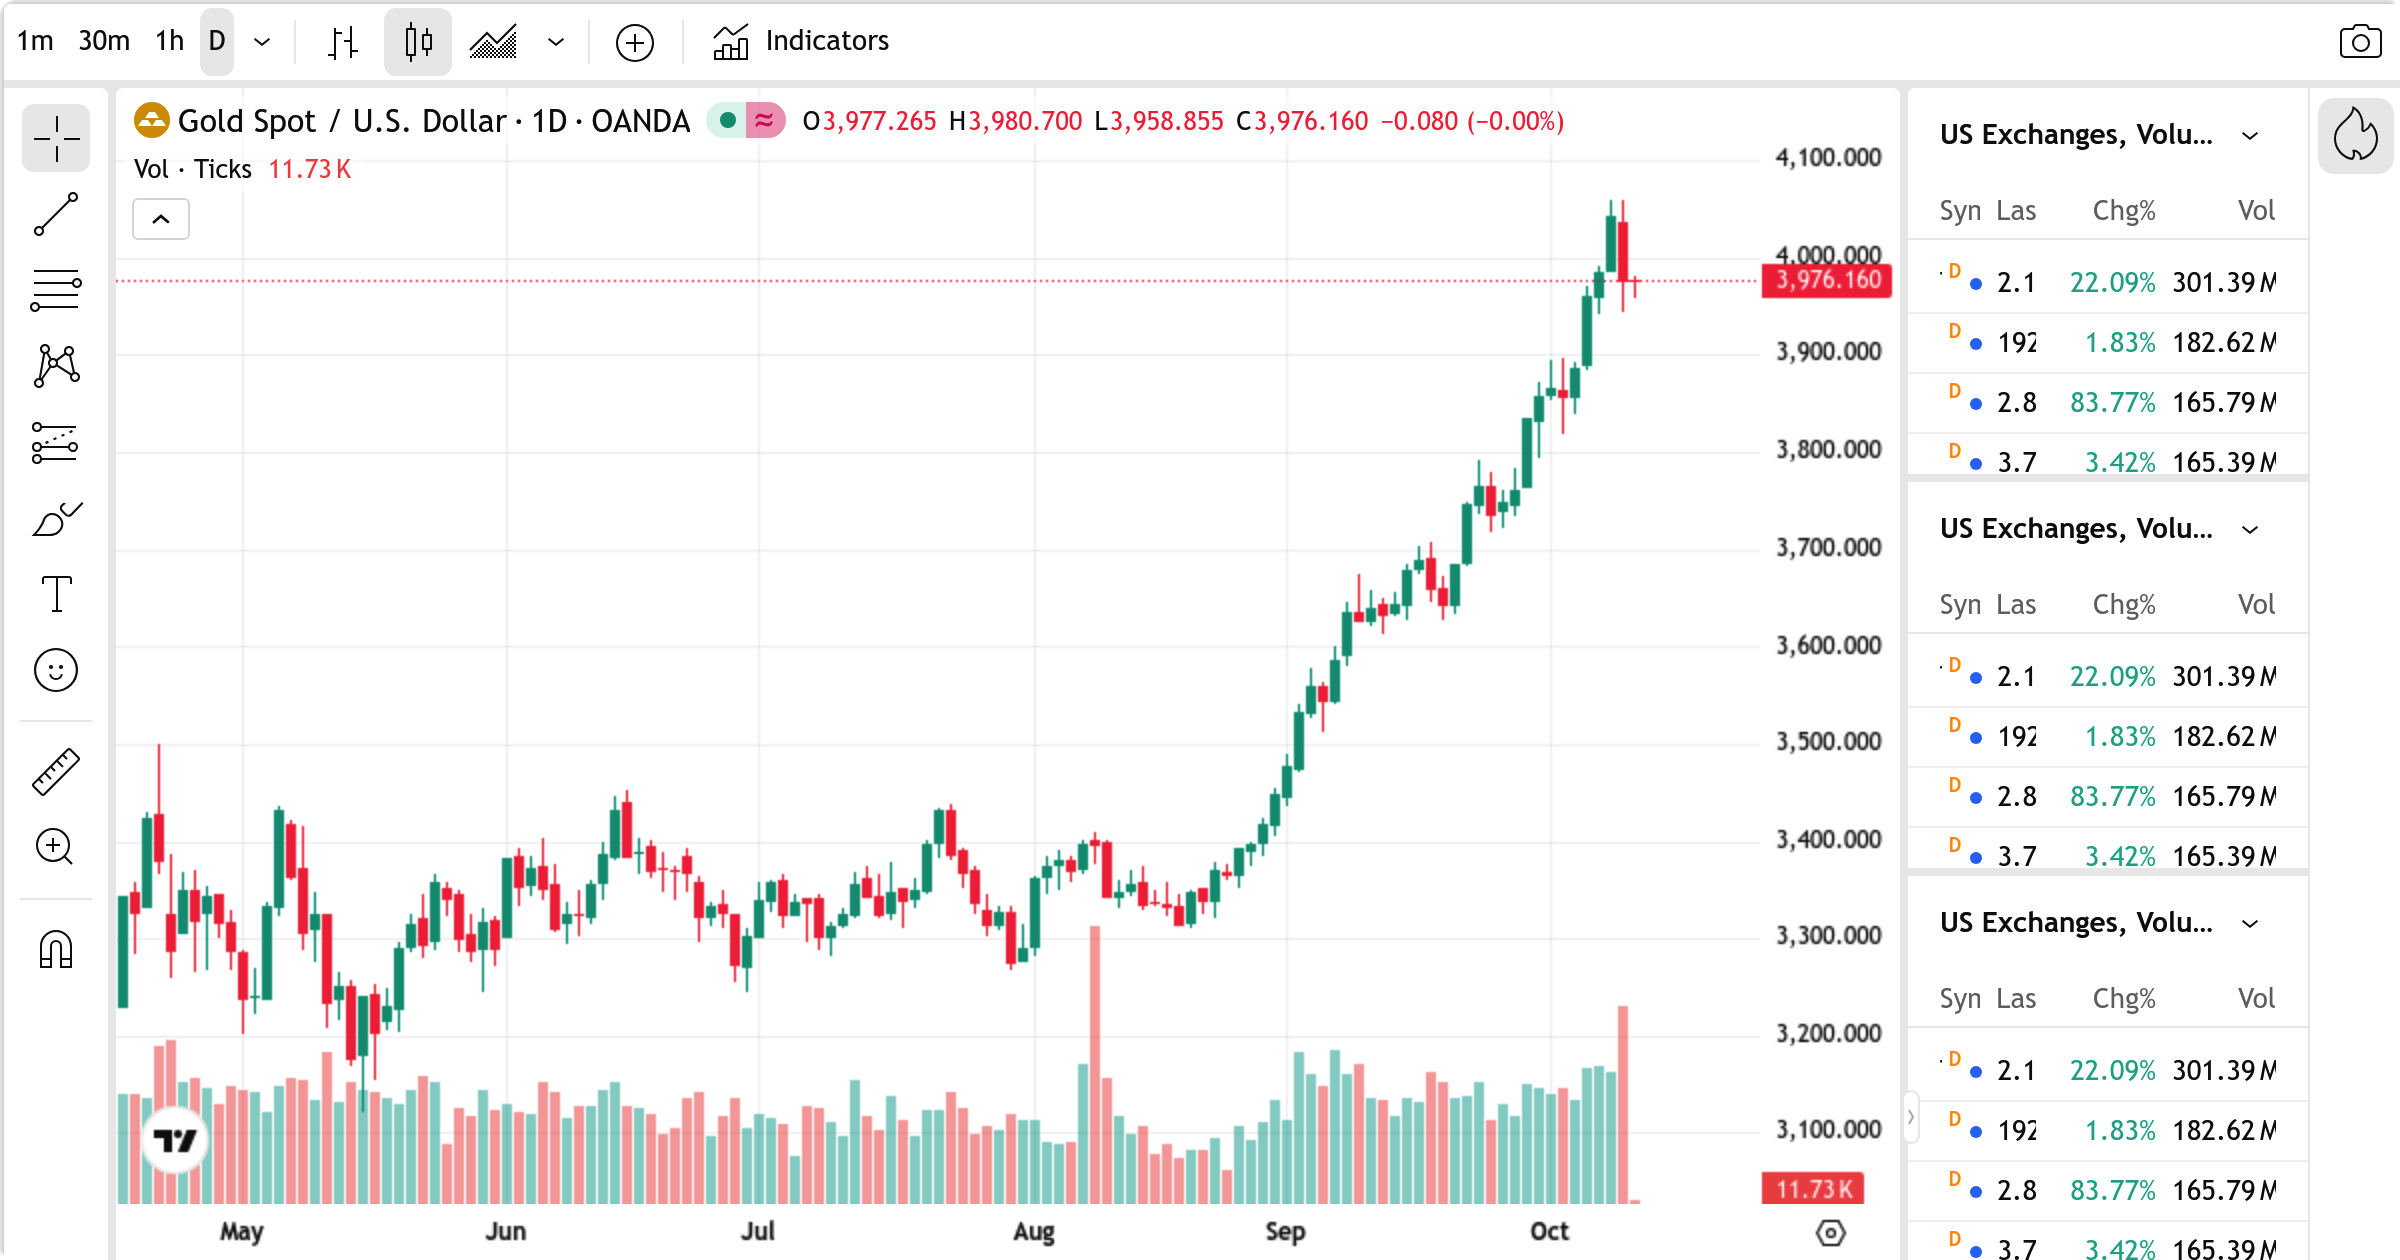 1m 30m 1h D Indicators
Gold Spot / U.S. Dollar · 1D · OANDA O3,977.265 H3,980.700 L3,958.855 C3,976.160 −0.080 (−0.00%)
Vol · Ticks 11.73 K
4,100.000
4,000.000
3,976.160
3,900.000
3,800.000
3,700.000
3,600.000
3,500.000
3,400.000
3,300.000
3,200.000
3,100.000
11.73 K
May Jun Jul Aug Sep Oct
US Exchanges, Volu...
Syn Las Chg% Vol
D 2.1 22.09% 301.39 M
D 192 1.83% 182.62 M
D 2.8 83.77% 165.79 M
D 3.7 3.42% 165.39 M
US Exchanges, Volu...
Syn Las Chg% Vol
D 2.1 22.09% 301.39 M
D 192 1.83% 182.62 M
D 2.8 83.77% 165.79 M
D 3.7 3.42% 165.39 M
US Exchanges, Volu...
Syn Las Chg% Vol
D 2.1 22.09% 301.39 M
D 192 1.83% 182.62 M
D 2.8 83.77% 165.79 M
D 3.7 3.42% 165.39 M